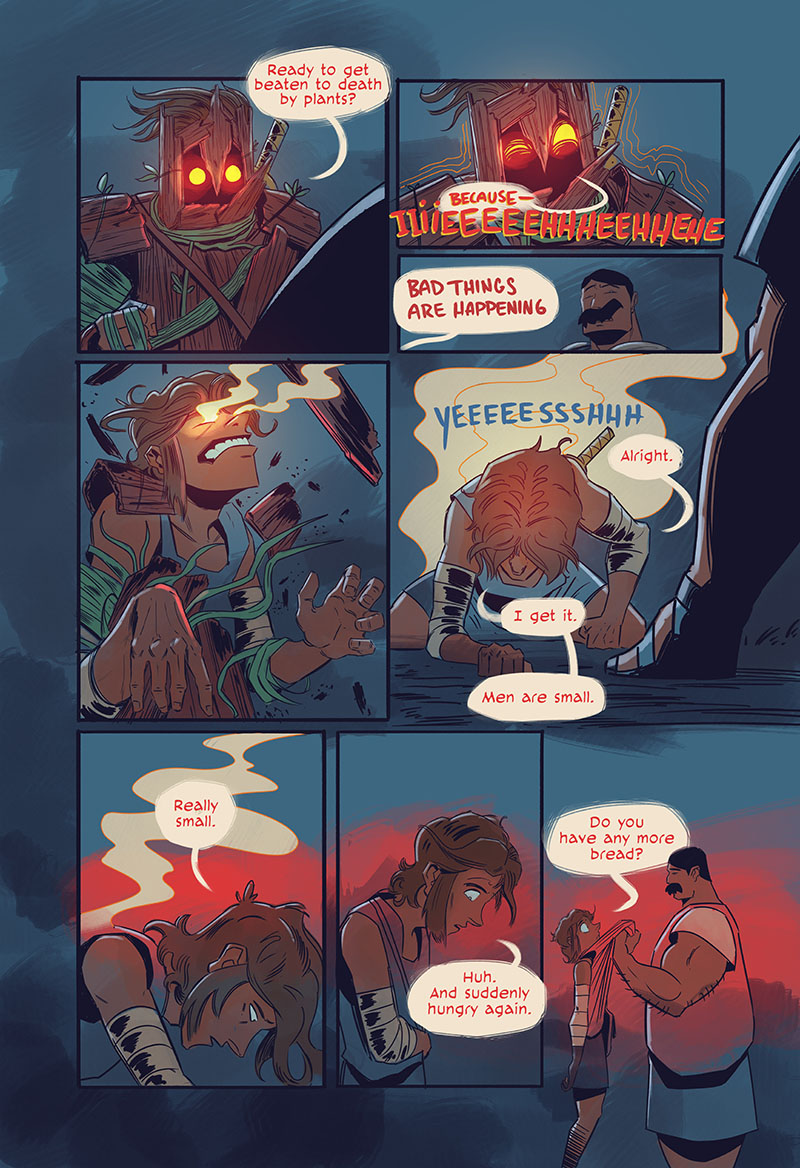 Ready to get
beaten to death
by plants?
BECAUSE—
IIIIEEEEEEHHHEEHHEHE
BAD THINGS
ARE HAPPENING
YEEEEESSSHHH
Alright.
I get it.
Men are small.
Really
small.
Huh.
And suddenly
hungry again.
Do you
have any more
bread?